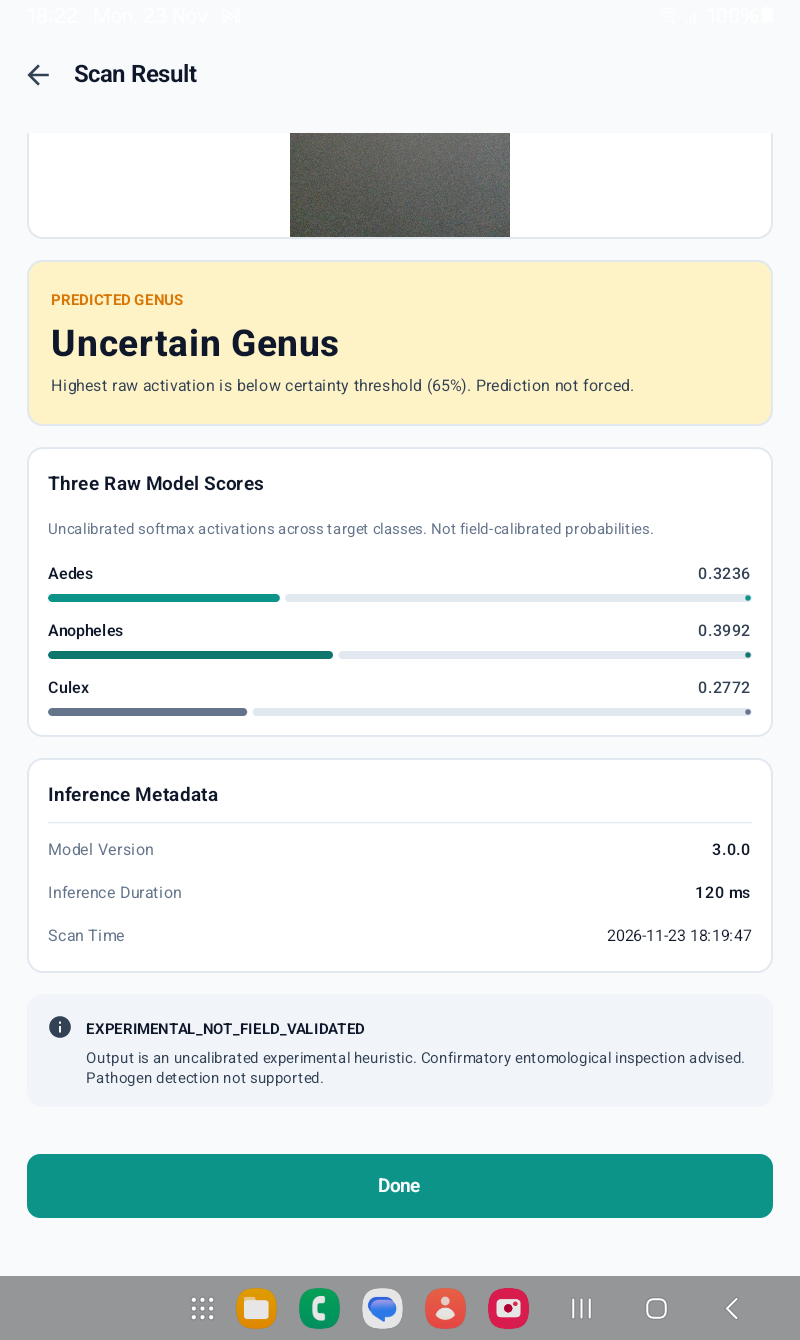 18:22 Mon, 23 Nov
100%
Scan Result
PREDICTED GENUS
Uncertain Genus
Highest raw activation is below certainty threshold (65%). Prediction not forced.
Three Raw Model Scores
Uncalibrated softmax activations across target classes. Not field-calibrated probabilities.
Aedes 0.3236
Anopheles 0.3992
Culex 0.2772
Inference Metadata
Model Version 3.0.0
Inference Duration 120 ms
Scan Time 2026-11-23 18:19:47
EXPERIMENTAL_NOT_FIELD_VALIDATED
Output is an uncalibrated experimental heuristic. Confirmatory entomological inspection advised.
Pathogen detection not supported.
Done